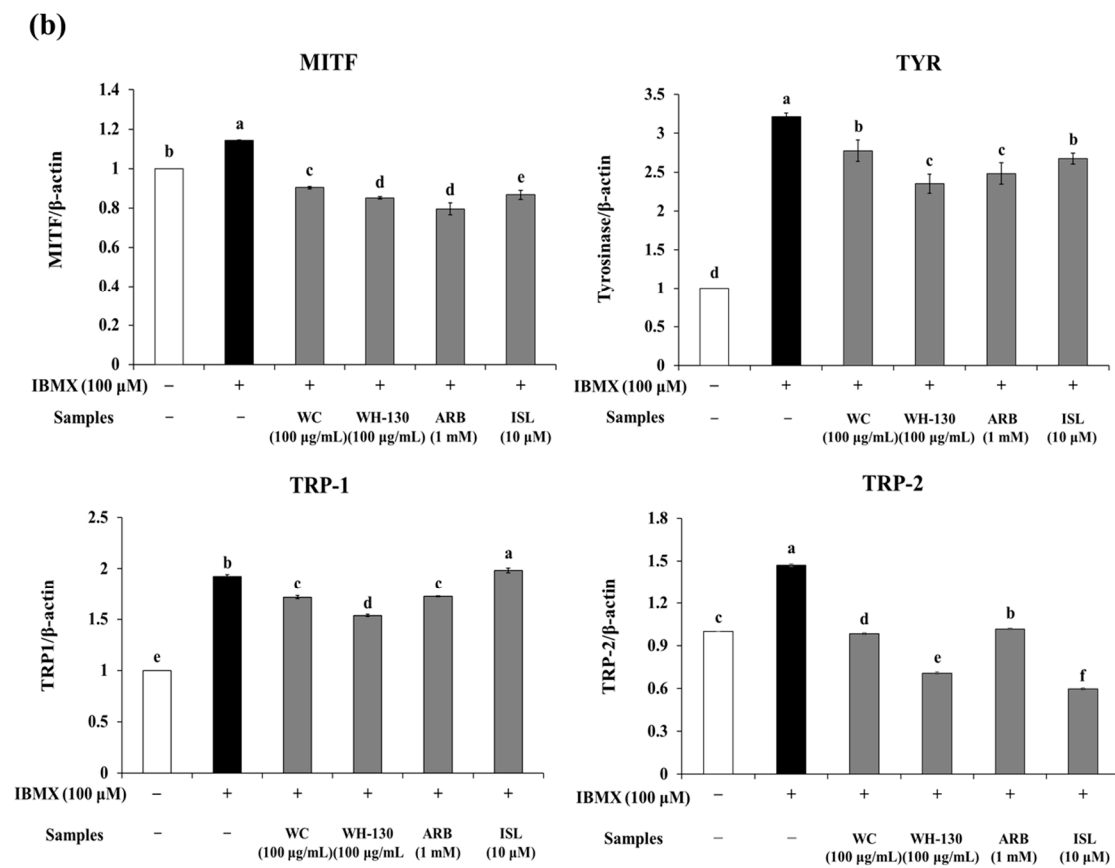 (b)
MITF
MITF/β-actin
1.4
1.2
1
0.8
0.6
0.4
0.2
0
b
a
c
d
d
e
IBMX (100 μM) – + + + + +
Samples – – WC WH-130 ARB ISL
(100 μg/mL)(100 μg/mL) (1 mM) (10 μM)
TYR
Tyrosinase/β-actin
3.5
3
2.5
2
1.5
1
0.5
0
d
a
b
c
c
b
IBMX (100 μM) – + + + + +
Samples – – WC WH-130 ARB ISL
(100 μg/mL)(100 μg/mL) (1 mM) (10 μM)
TRP-1
TRP1/β-actin
2.5
2
1.5
1
0.5
0
e
b
c
d
c
a
IBMX (100 μM) – + + + + +
Samples – – WC WH-130 ARB ISL
(100 μg/mL) (100 μg/mL (1 mM) (10 μM)
TRP-2
TRP-2/β-actin
1.8
1.5
1.2
0.9
0.6
0.3
0
c
a
d
e
b
f
IBMX (100 μM) – + + + + +
Samples – – WC WH-130 ARB ISL
(100 μg/mL) (100 μg/mL) (1 mM) (10 μM)